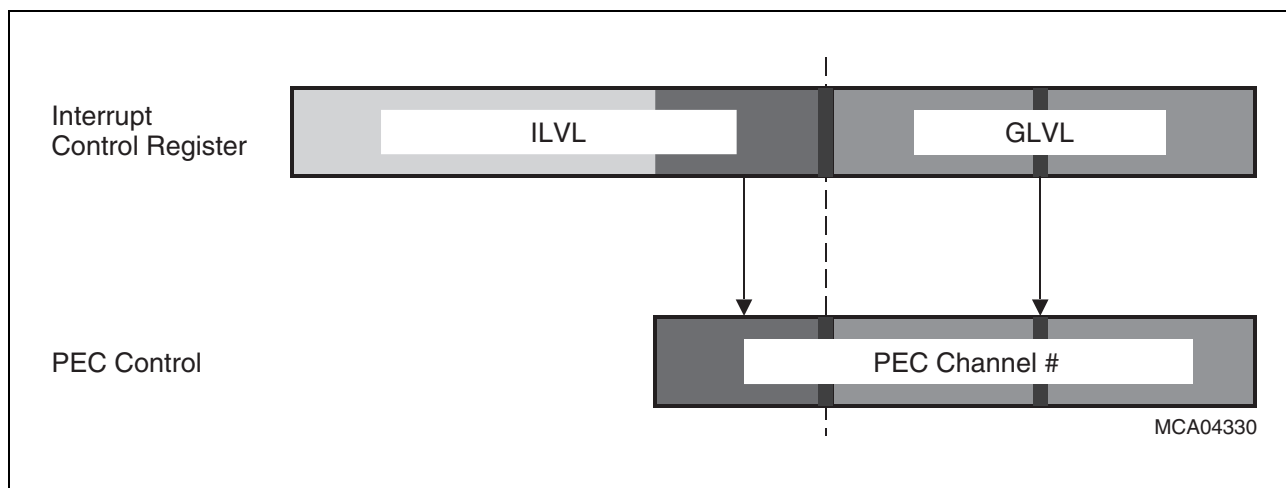 Interrupt
Control Register
ILVL
GLVL
PEC Control
PEC Channel #
MCA04330